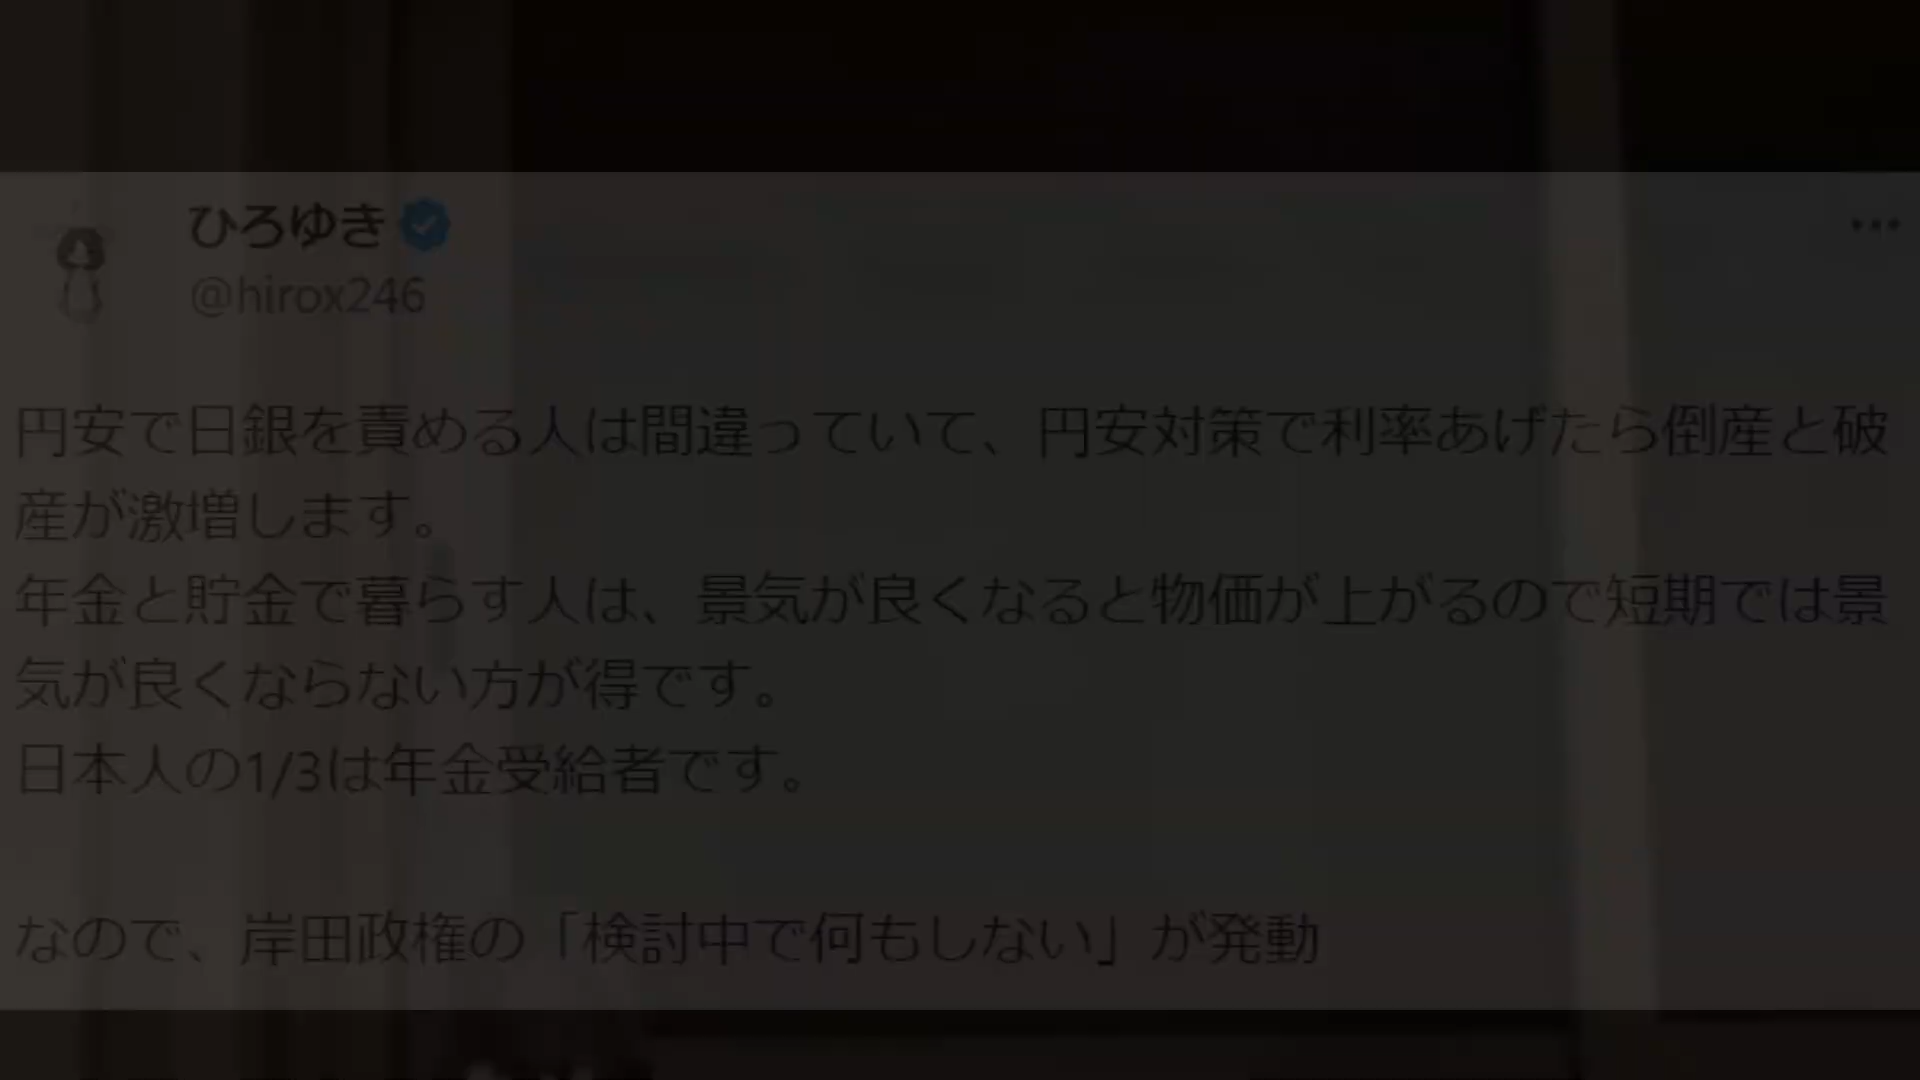 ひろゆき
@hirox246
円安で日銀を責める人は間違っていて、円安対策で利率あげたら倒産と破
産が激増します。
年金と貯金で暮らす人は、景気が良くなると物価が上がるので短期では景
気が良くならない方が得です。
日本人の1/3は年金受給者です。
なので、岸田政権の「検討中で何もしない」が発動